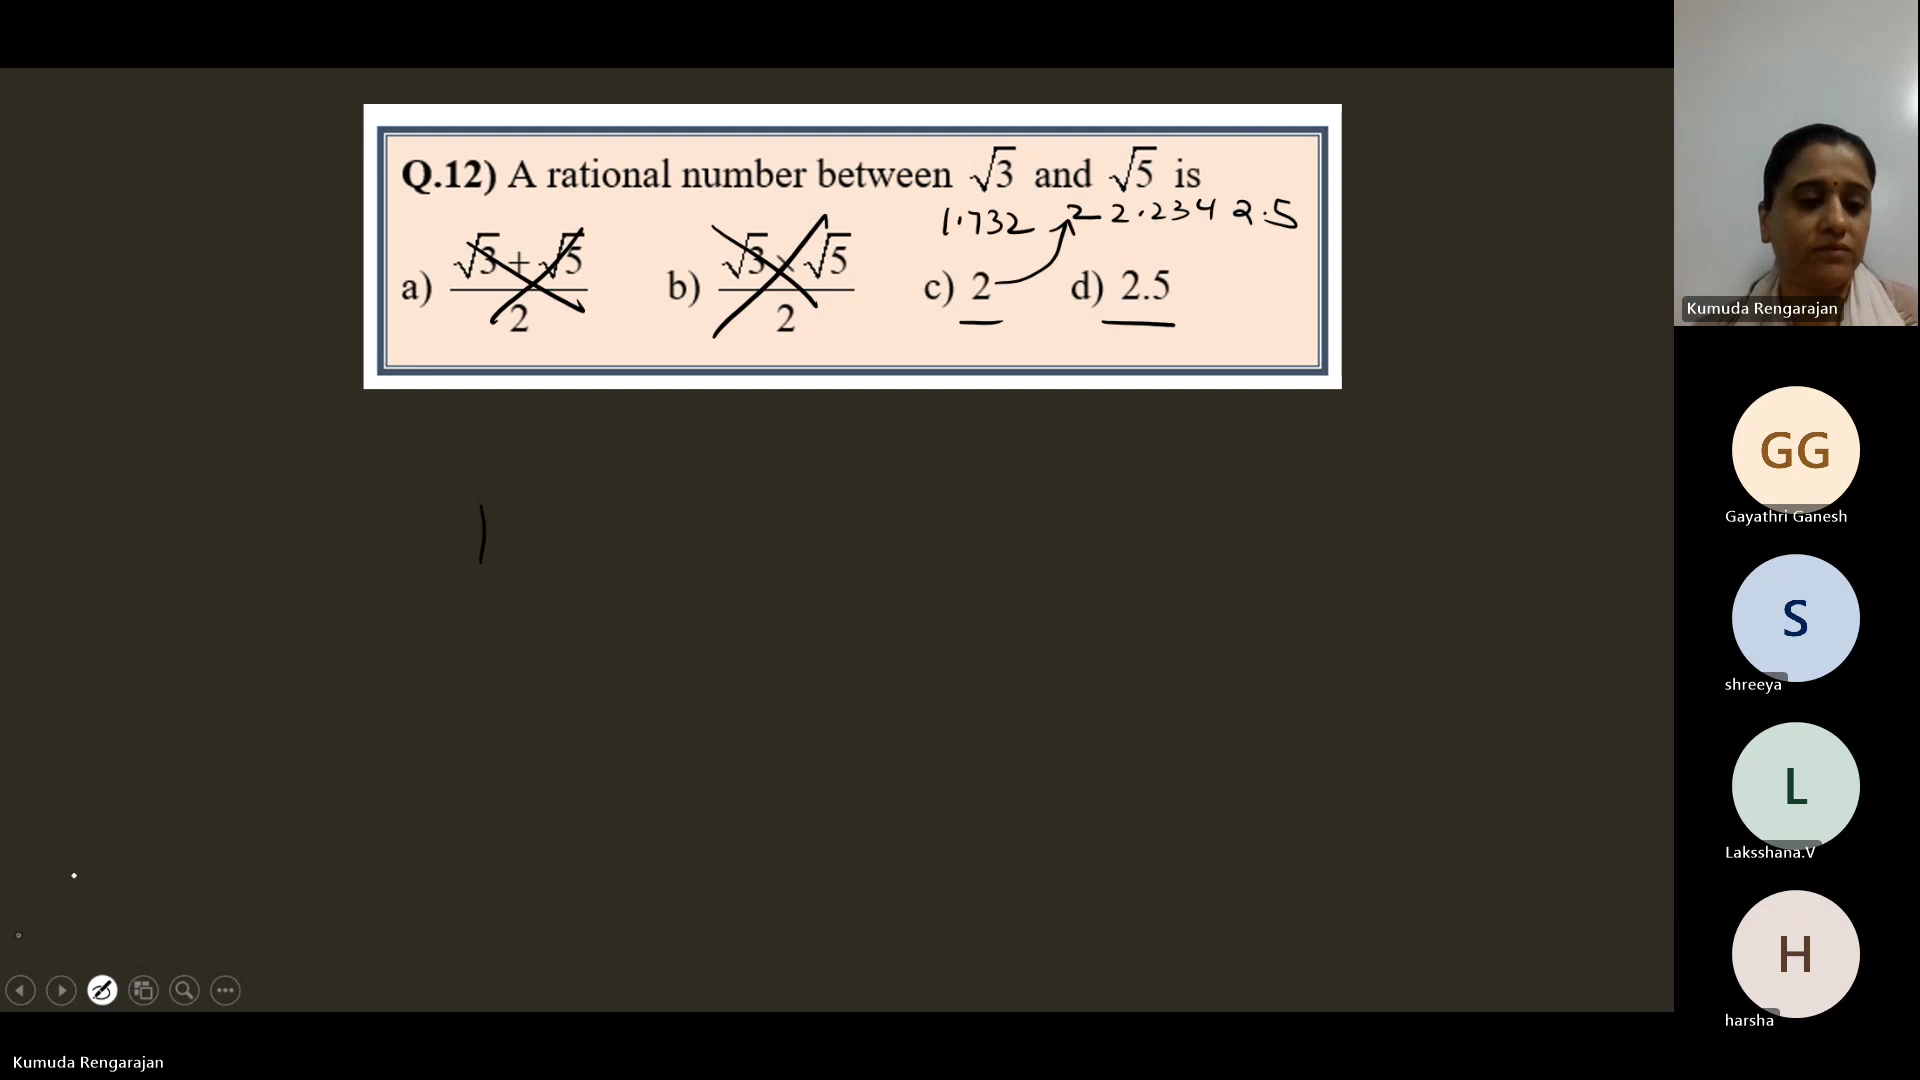 Q.12) A rational number between √3 and √5 is
1.732 2 2.234 2.5
a) (√3 + √5)/2 b) (√3 × √5)/2 c) 2 d) 2.5
Kumuda Rengarajan
GG
Gayathri Ganesh
S
shreeya
L
Laksshana.V
H
harsha
Kumuda Rengarajan